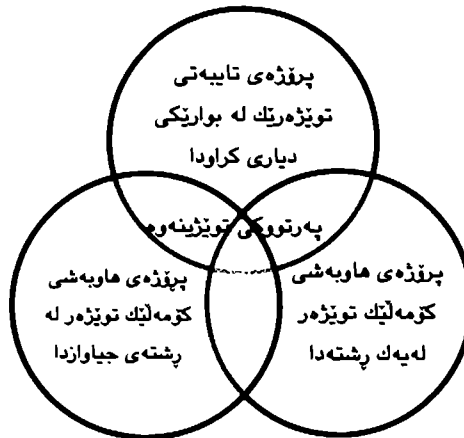 پرۆژەی تایبەتی
توێژەرێك لە بوارێكی
دیاری كراودا
پەرتووكی توێژینەوە
پرۆژەی هاوبەشی
كۆمەڵێك توێژەر
لەیەك ڕشتەدا
پڕۆژەی هاوبەشی
كۆمەڵێك توێژەر لە
ڕشتەی جیاوازدا